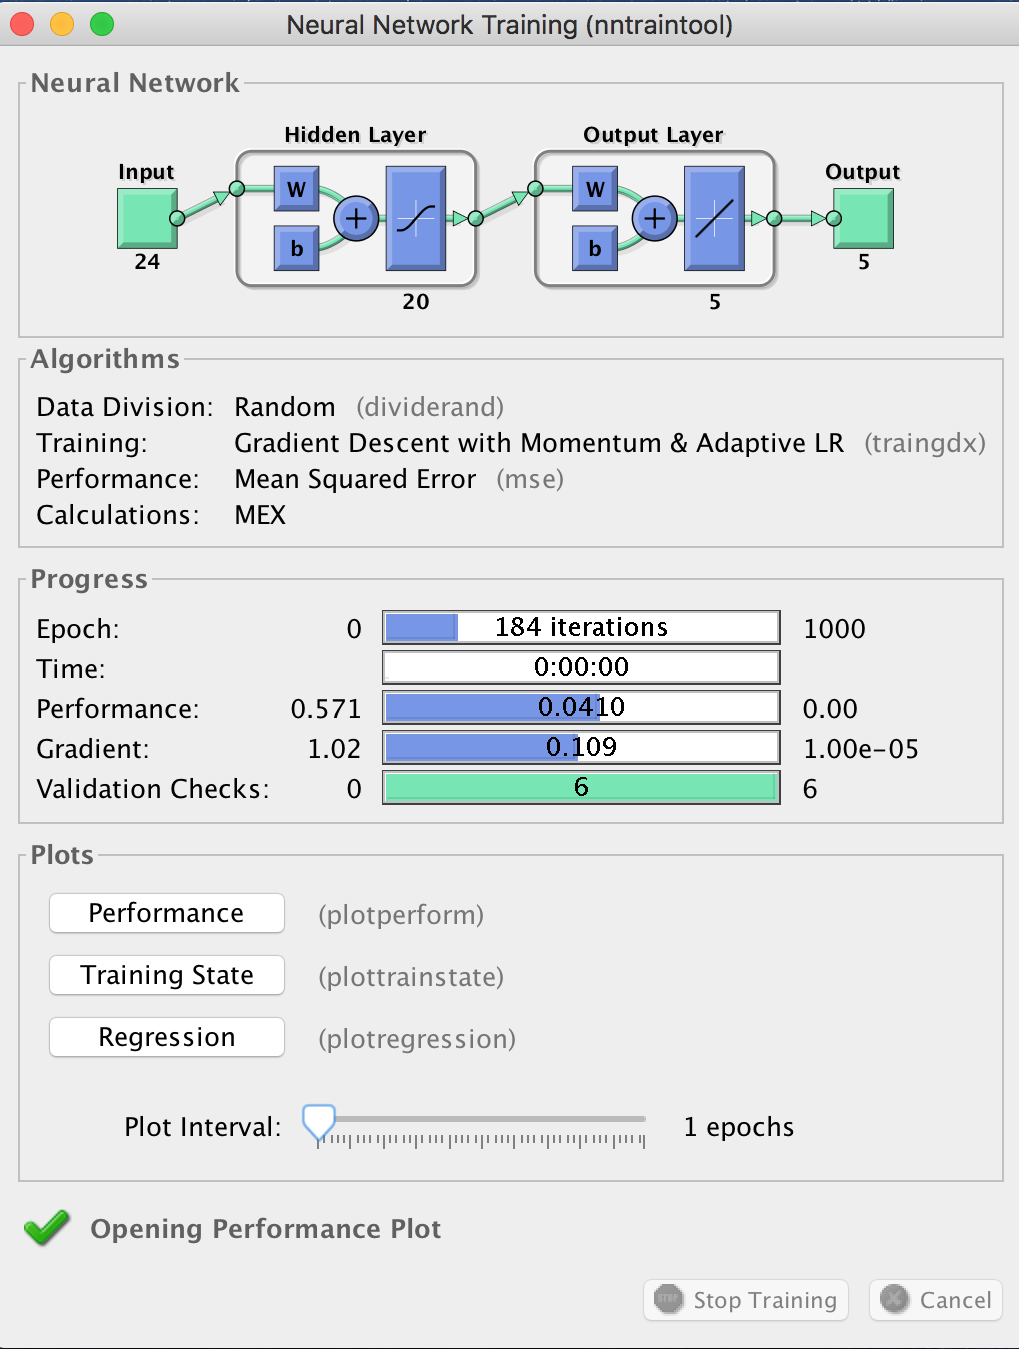 Neural Network Training (nntraintool)
Neural Network
Hidden Layer
Output Layer
Input
Output
W
W
b
b
24
5
20
5
Algorithms
Data Division: Random (dividerand)
Training: Gradient Descent with Momentum & Adaptive LR (traingdx)
Performance: Mean Squared Error (mse)
Calculations: MEX
Progress
Epoch: 0 184 iterations 1000
Time: 0:00:00
Performance: 0.571 0.0410 0.00
Gradient: 1.02 0.109 1.00e-05
Validation Checks: 0 6 6
Plots
Performance (plotperform)
Training State (plottrainstate)
Regression (plotregression)
Plot Interval: 1 epochs
Opening Performance Plot
STOP Stop Training Cancel